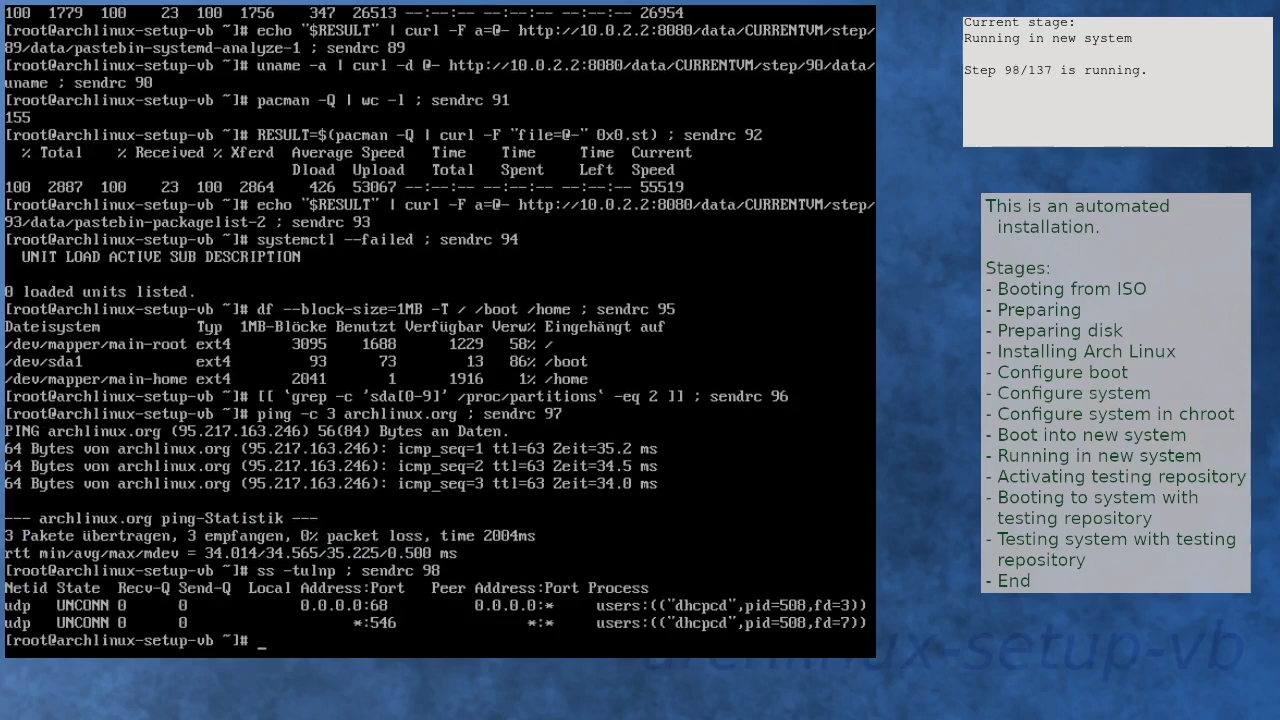 100  1779  100    23  100  1756    347  26513 --:--:-- --:--:-- --:--:-- 26954
[root@archlinux-setup-vb ~]# echo "$RESULT" | curl -F a=@- http://10.0.2.2:8080/data/CURRENTVM/step/
89/data/pastebin-systemd-analyze-1 ; sendrc 89
[root@archlinux-setup-vb ~]# uname -a | curl -d @- http://10.0.2.2:8080/data/CURRENTVM/step/90/data/
uname ; sendrc 90
[root@archlinux-setup-vb ~]# pacman -Q | wc -l ; sendrc 91
155
[root@archlinux-setup-vb ~]# RESULT=$(pacman -Q | curl -F "file=@-" 0x0.st) ; sendrc 92
  % Total    % Received % Xferd  Average Speed   Time    Time     Time  Current
                                 Dload  Upload   Total   Spent    Left  Speed
100  2887  100    23  100  2864    426  53067 --:--:-- --:--:-- --:--:-- 55519
[root@archlinux-setup-vb ~]# echo "$RESULT" | curl -F a=@- http://10.0.2.2:8080/data/CURRENTVM/step/
93/data/pastebin-packagelist-2 ; sendrc 93
[root@archlinux-setup-vb ~]# systemctl --failed ; sendrc 94
  UNIT LOAD ACTIVE SUB DESCRIPTION
0 loaded units listed.
[root@archlinux-setup-vb ~]# df --block-size=1MB -T / /boot /home ; sendrc 95
Dateisystem           Typ  1MB-Blöcke Benutzt Verfügbar Verw% Eingehängt auf
/dev/mapper/main-root ext4       3095    1688      1229   58% /
/dev/sda1             ext4         93      73        13   86% /boot
/dev/mapper/main-home ext4       2041       1      1916    1% /home
[root@archlinux-setup-vb ~]# [[ `grep -c 'sda[0-9]' /proc/partitions` -eq 2 ]] ; sendrc 96
[root@archlinux-setup-vb ~]# ping -c 3 archlinux.org ; sendrc 97
PING archlinux.org (95.217.163.246) 56(84) Bytes an Daten.
64 Bytes von archlinux.org (95.217.163.246): icmp_seq=1 ttl=63 Zeit=35.2 ms
64 Bytes von archlinux.org (95.217.163.246): icmp_seq=2 ttl=63 Zeit=34.5 ms
64 Bytes von archlinux.org (95.217.163.246): icmp_seq=3 ttl=63 Zeit=34.0 ms
--- archlinux.org ping-Statistik ---
3 Pakete übertragen, 3 empfangen, 0% packet loss, time 2004ms
rtt min/avg/max/mdev = 34.014/34.565/35.225/0.500 ms
[root@archlinux-setup-vb ~]# ss -tulnp ; sendrc 98
Netid State  Recv-Q Send-Q   Local Address:Port   Peer Address:Port Process
udp   UNCONN 0      0              0.0.0.0:68          0.0.0.0:*     users:(("dhcpcd",pid=508,fd=3))
udp   UNCONN 0      0                    *:546               *:*     users:(("dhcpcd",pid=508,fd=7))
[root@archlinux-setup-vb ~]# _
Current stage:
Running in new system
Step 98/137 is running.
This is an automated
installation.
Stages:
- Booting from ISO
- Preparing
- Preparing disk
- Installing Arch Linux
- Configure boot
- Configure system
- Configure system in chroot
- Boot into new system
- Running in new system
- Activating testing repository
- Booting to system with
testing repository
- Testing system with testing
repository
- End
archlinux-setup-vb